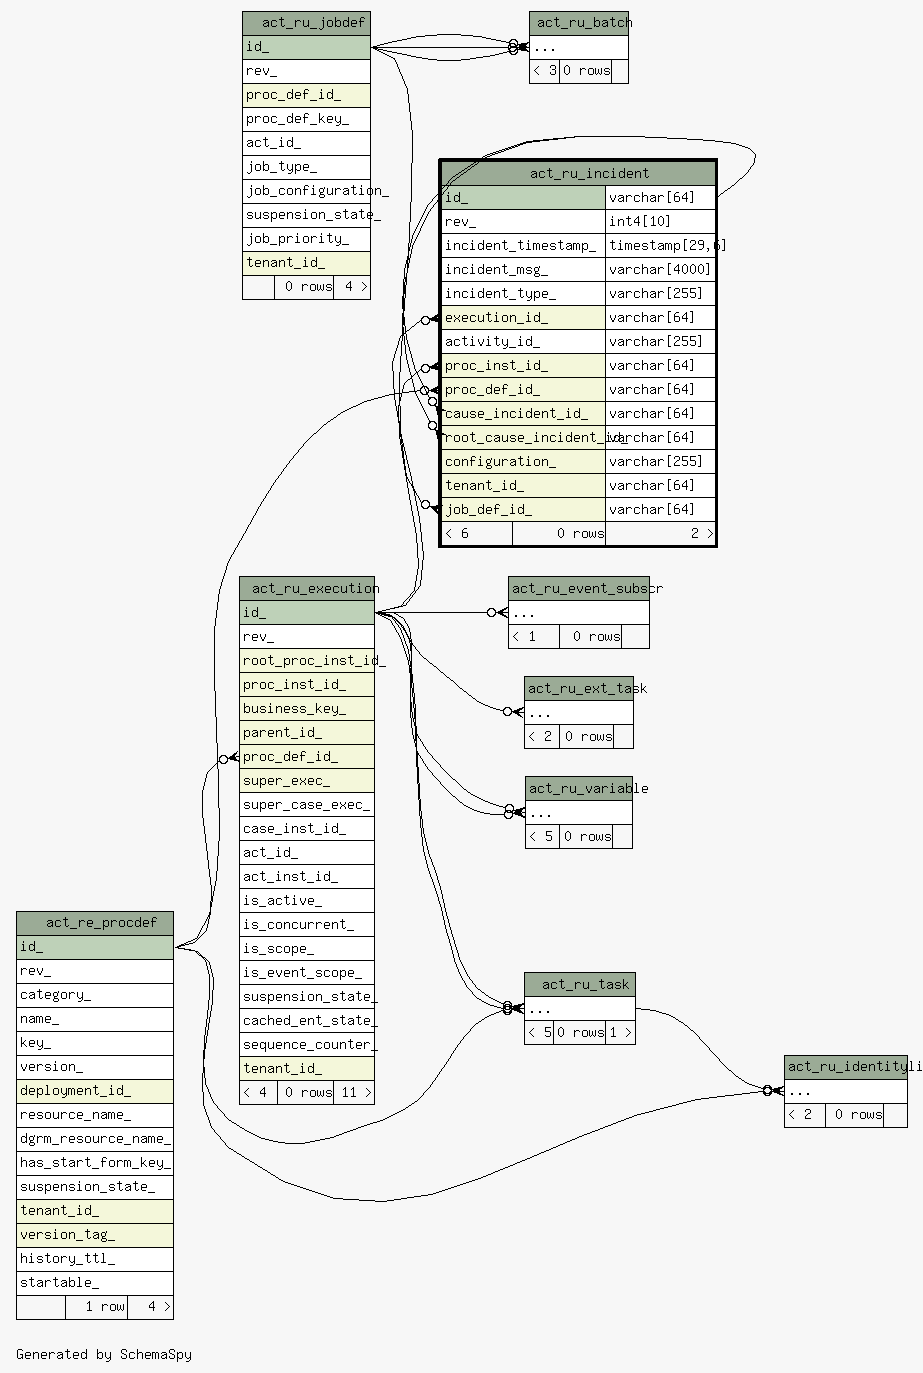 act_ru_jobdef
id_
rev_
proc_def_id_
proc_def_key_
act_id_
job_type_
job_configuration_
suspension_state_
job_priority_
tenant_id_
0 rows 4 >
act_ru_batch
...
< 3 0 rows
act_ru_incident
id_ varchar[64]
rev_ int4[10]
incident_timestamp_ timestamp[29,6]
incident_msg_ varchar[4000]
incident_type_ varchar[255]
execution_id_ varchar[64]
activity_id_ varchar[255]
proc_inst_id_ varchar[64]
proc_def_id_ varchar[64]
cause_incident_id_ varchar[64]
root_cause_incident_id_ varchar[64]
configuration_ varchar[255]
tenant_id_ varchar[64]
job_def_id_ varchar[64]
< 6 0 rows 2 >
act_ru_execution
id_
rev_
root_proc_inst_id_
proc_inst_id_
business_key_
parent_id_
proc_def_id_
super_exec_
super_case_exec_
case_inst_id_
act_id_
act_inst_id_
is_active_
is_concurrent_
is_scope_
is_event_scope_
suspension_state_
cached_ent_state_
sequence_counter_
tenant_id_
< 4 0 rows 11 >
act_ru_event_subscr
...
< 1 0 rows
act_ru_ext_task
...
< 2 0 rows
act_ru_variable
...
< 5 0 rows
act_re_procdef
id_
rev_
category_
name_
key_
version_
deployment_id_
resource_name_
dgrm_resource_name_
has_start_form_key_
suspension_state_
tenant_id_
version_tag_
history_ttl_
startable_
1 row 4 >
act_ru_task
...
< 5 0 rows 1 >
act_ru_identityli
...
< 2 0 rows
Generated by SchemaSpy